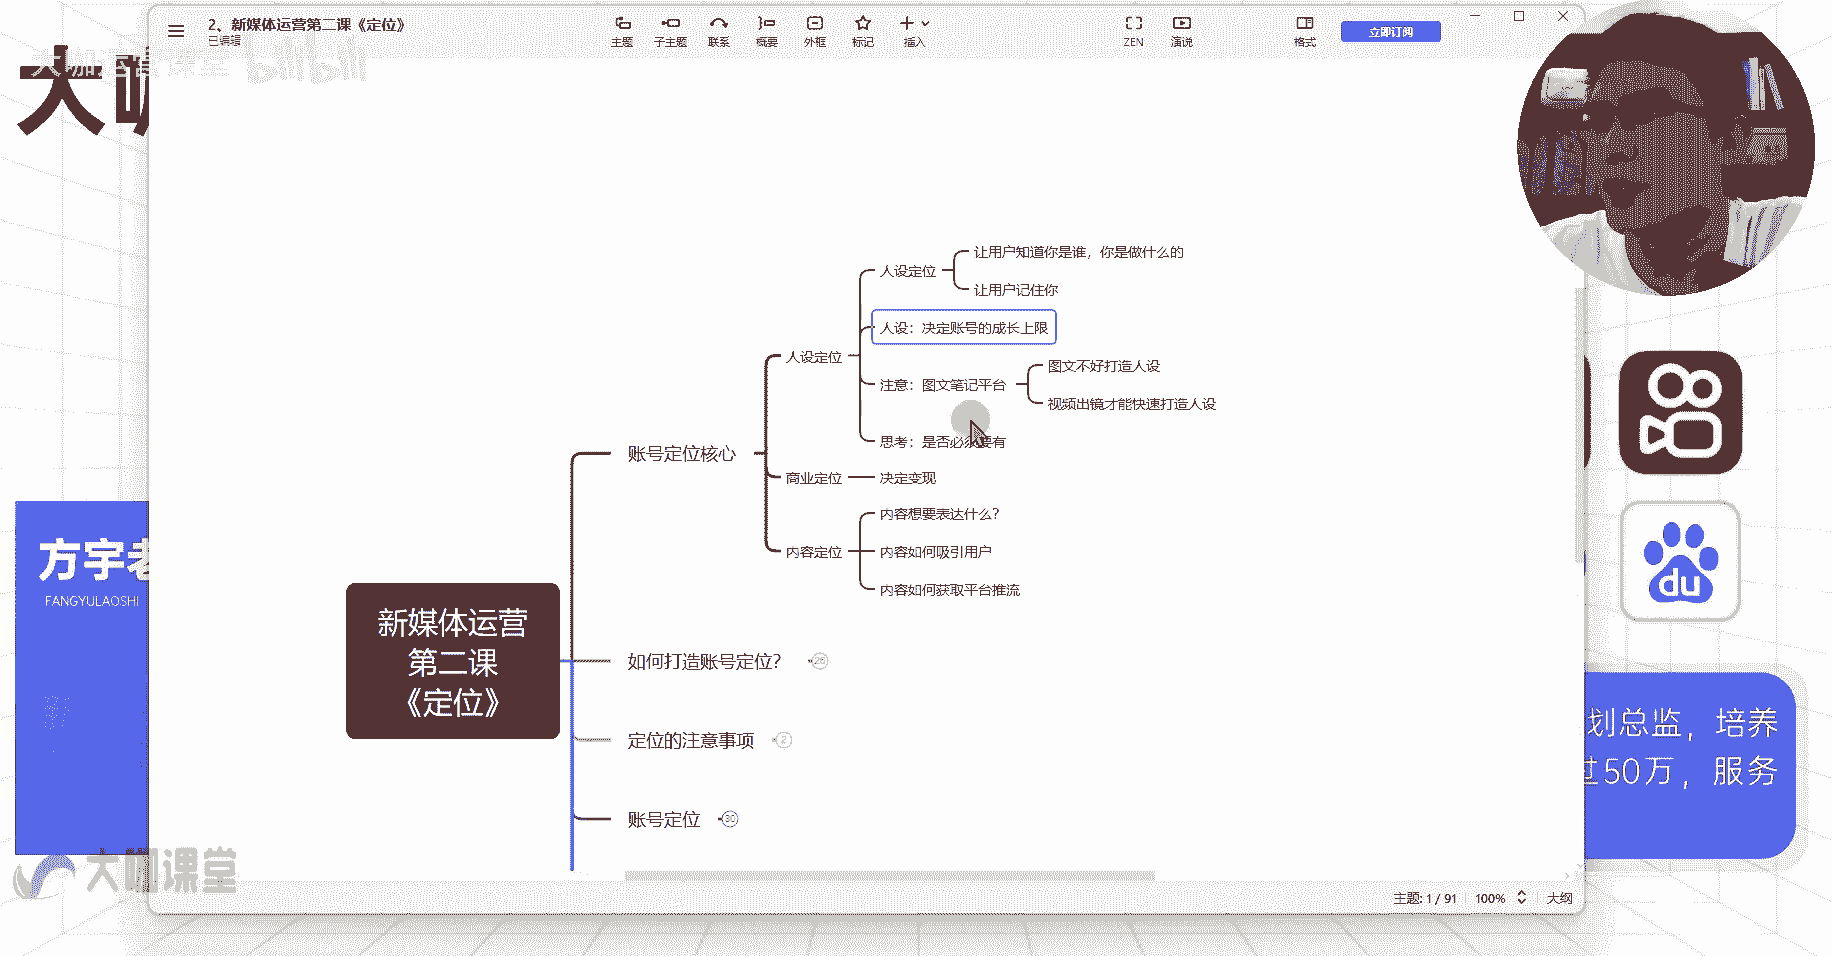 2、新媒体运营第二课《定位》
已编辑
主题
子主题
联系
概要
外框
标记
插入
ZEN
演说
格式
立即订阅
大咖运营课堂
bilibili
大咖
让用户知道你是谁，你是做什么的
人设定位
让用户记住你
人设：决定账号的成长上限
人设定位
图文不好打造人设
注意：图文笔记平台
视频出镜才能快速打造人设
思考：是否必须要有
账号定位核心
商业定位
决定变现
内容想要表达什么？
内容定位
内容如何吸引用户
内容如何获取平台推流
方宇老
FANGYULAOSHI
新媒体运营
第二课
《定位》
如何打造账号定位？
26
定位的注意事项
2
账号定位
30
du
划总监，培养
过50万，服务
大咖课堂
主题: 1 / 91
100%
大纲